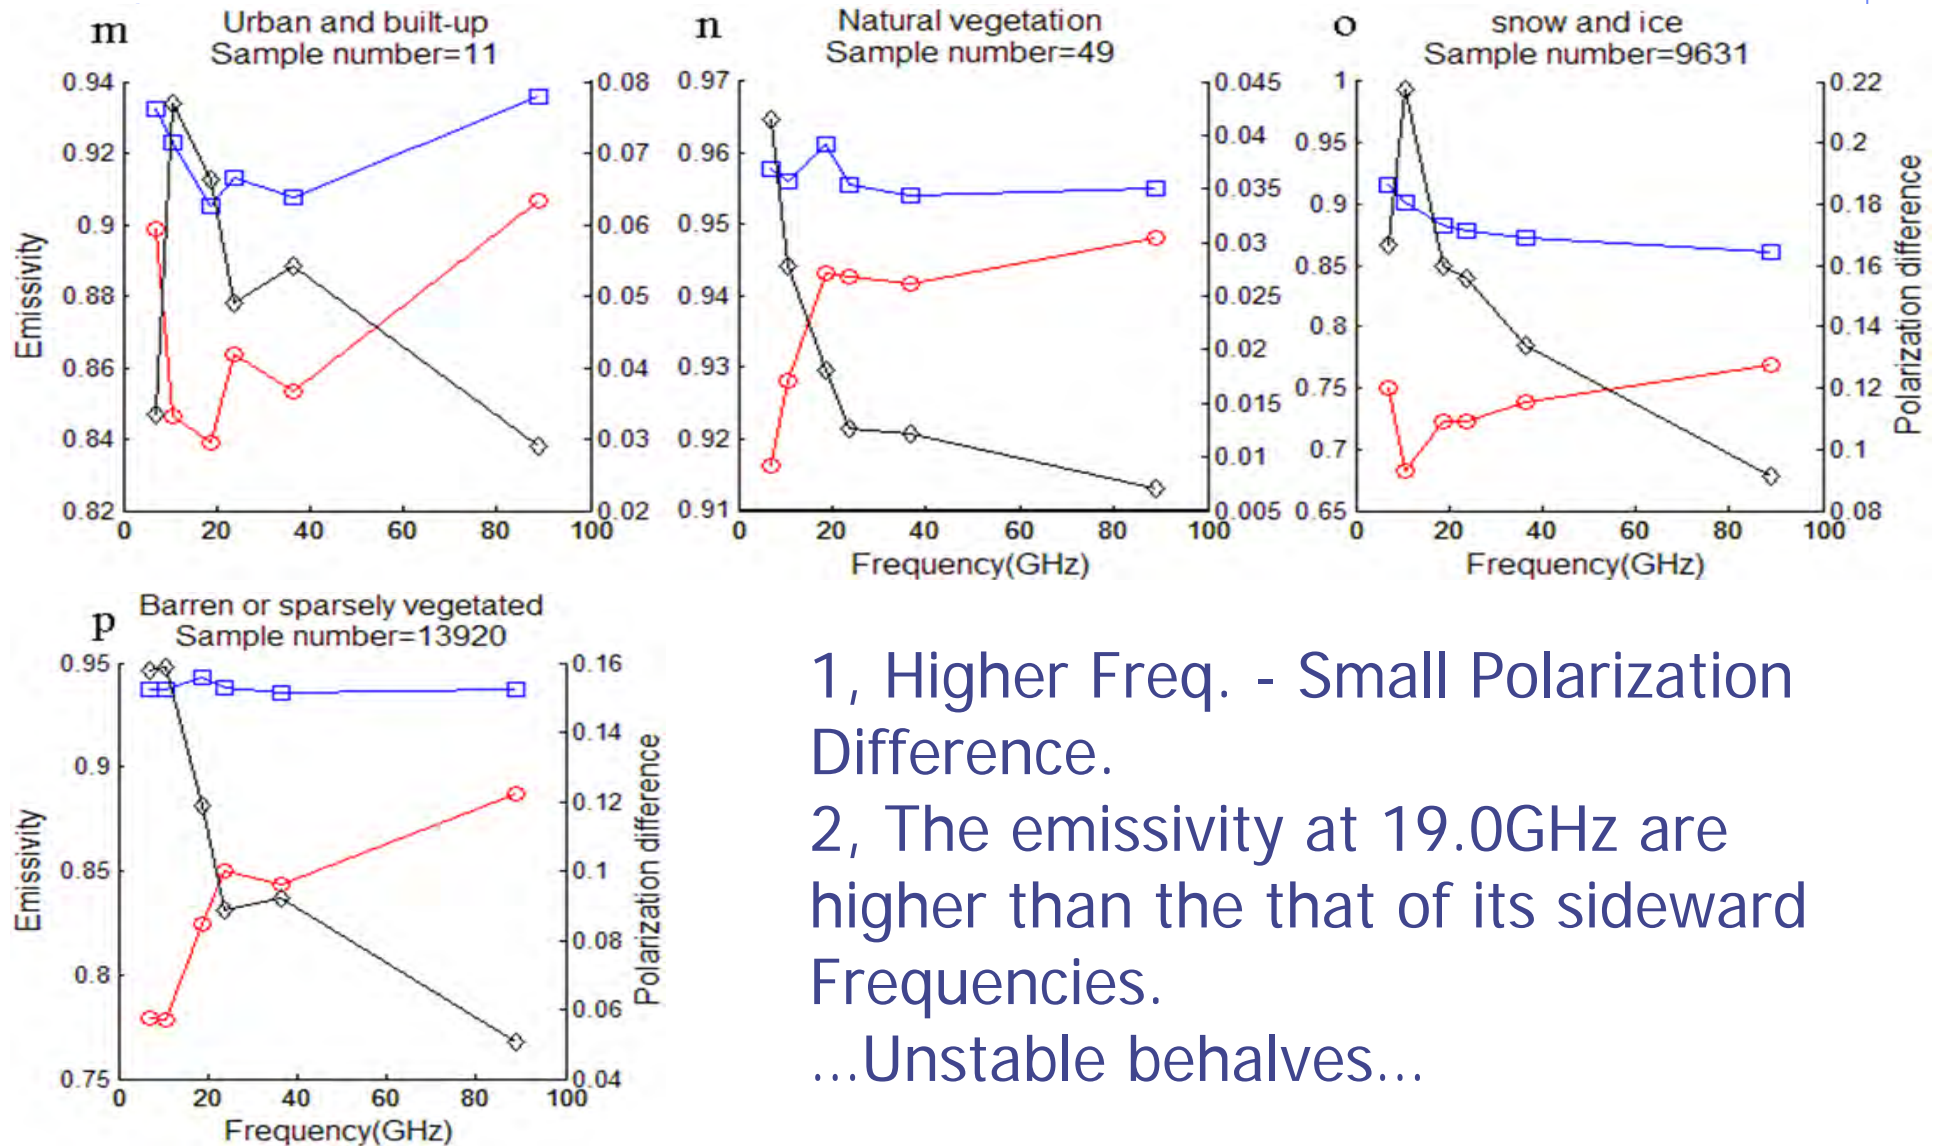 m
Urban and built-up
Sample number=11
0.94
0.92
0.9
0.88
0.86
0.84
0.82
Emissivity
0.08
0.07
0.06
0.05
0.04
0.03
0.02
0 20 40 60 80 100
n
Natural vegetation
Sample number=49
0.97
0.96
0.95
0.94
0.93
0.92
0.91
0.045
0.04
0.035
0.03
0.025
0.02
0.015
0.01
0.005
0 20 40 60 80 100
Frequency(GHz)
o
snow and ice
Sample number=9631
1
0.95
0.9
0.85
0.8
0.75
0.7
0.65
0.22
0.2
0.18
0.16
0.14
0.12
0.1
0.08
Polarization difference
0 20 40 60 80 100
Frequency(GHz)
p
Barren or sparsely vegetated
Sample number=13920
0.95
0.9
0.85
0.8
0.75
Emissivity
0.16
0.14
0.12
0.1
0.08
0.06
0.04
Polarization difference
0 20 40 60 80 100
Frequency(GHz)
1, Higher Freq. - Small Polarization
Difference.
2, The emissivity at 19.0GHz are
higher than the that of its sideward
Frequencies.
...Unstable behalves...